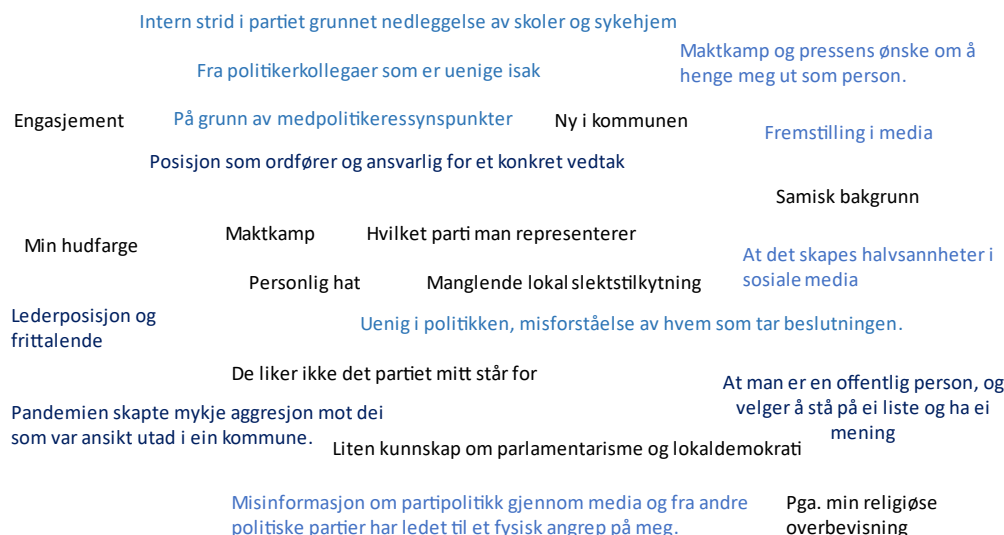 Intern strid i partiet grunnet nedleggelse av skoler og sykehjem
Maktkamp og pressens ønske om å
henge meg ut som person.
Fra politikerkollegaer som er uenige isak
Engasjement
På grunn av medpolitikeressynspunkter
Ny i kommunen
Fremstilling i media
Posisjon som ordfører og ansvarlig for et konkret vedtak
Samisk bakgrunn
Min hudfarge
Maktkamp
Hvilket parti man representerer
At det skapes halvsannheter i
sosiale media
Personlig hat
Manglende lokal slektstilkytning
Lederposisjon og
frittalende
Uenig i politikken, misforståelse av hvem som tar beslutningen.
De liker ikke det partiet mitt står for
At man er en offentlig person, og
velger å stå på ei liste og ha ei
mening
Pandemien skapte mykje aggresjon mot dei
som var ansikt utad i ein kommune.
Liten kunnskap om parlamentarisme og lokaldemokrati
Misinformasjon om partipolitikk gjennom media og fra andre
politiske partier har ledet til et fysisk angrep på meg.
Pga. min religiøse
overbevisning